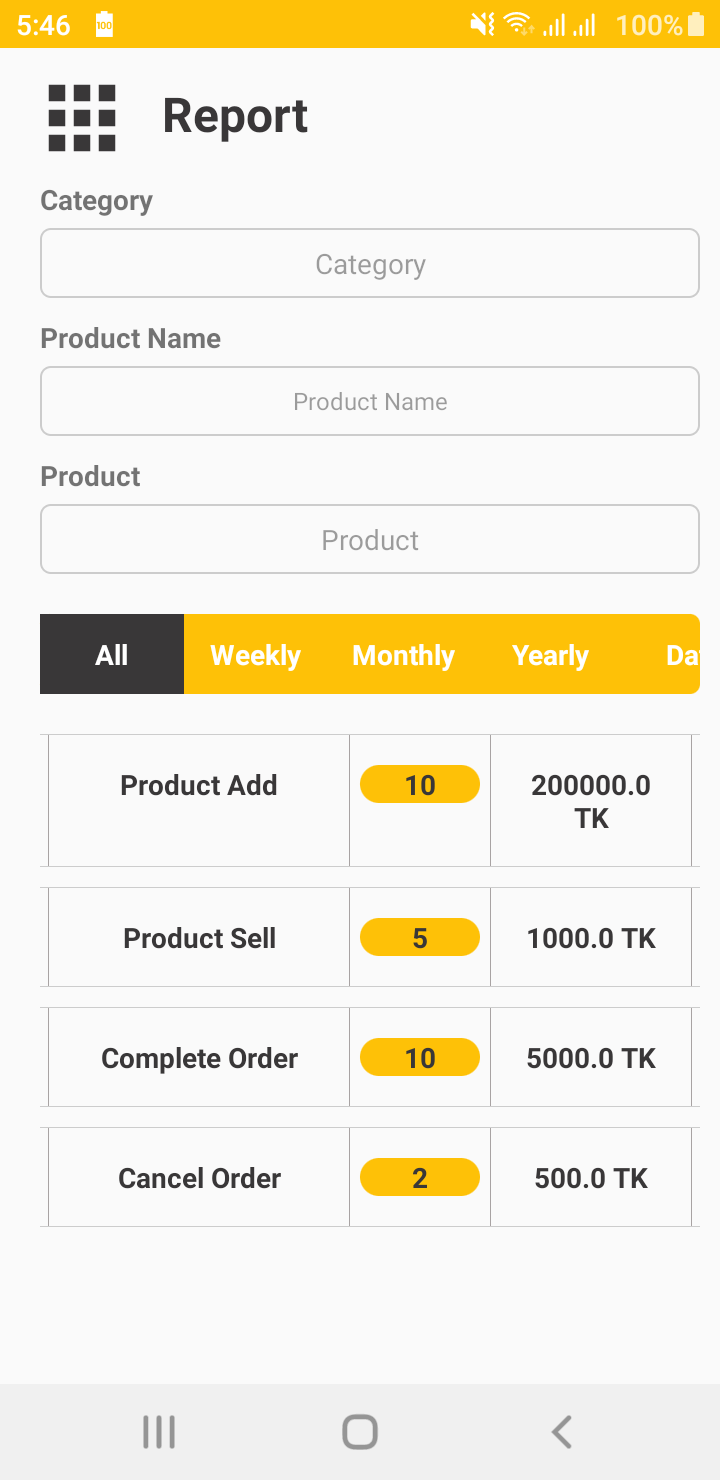 5:46 100 100%
Report
Category
Category
Product Name
Product Name
Product
Product
All Weekly Monthly Yearly Da
Product Add 10 200000.0
TK
Product Sell 5 1000.0 TK
Complete Order 10 5000.0 TK
Cancel Order 2 500.0 TK